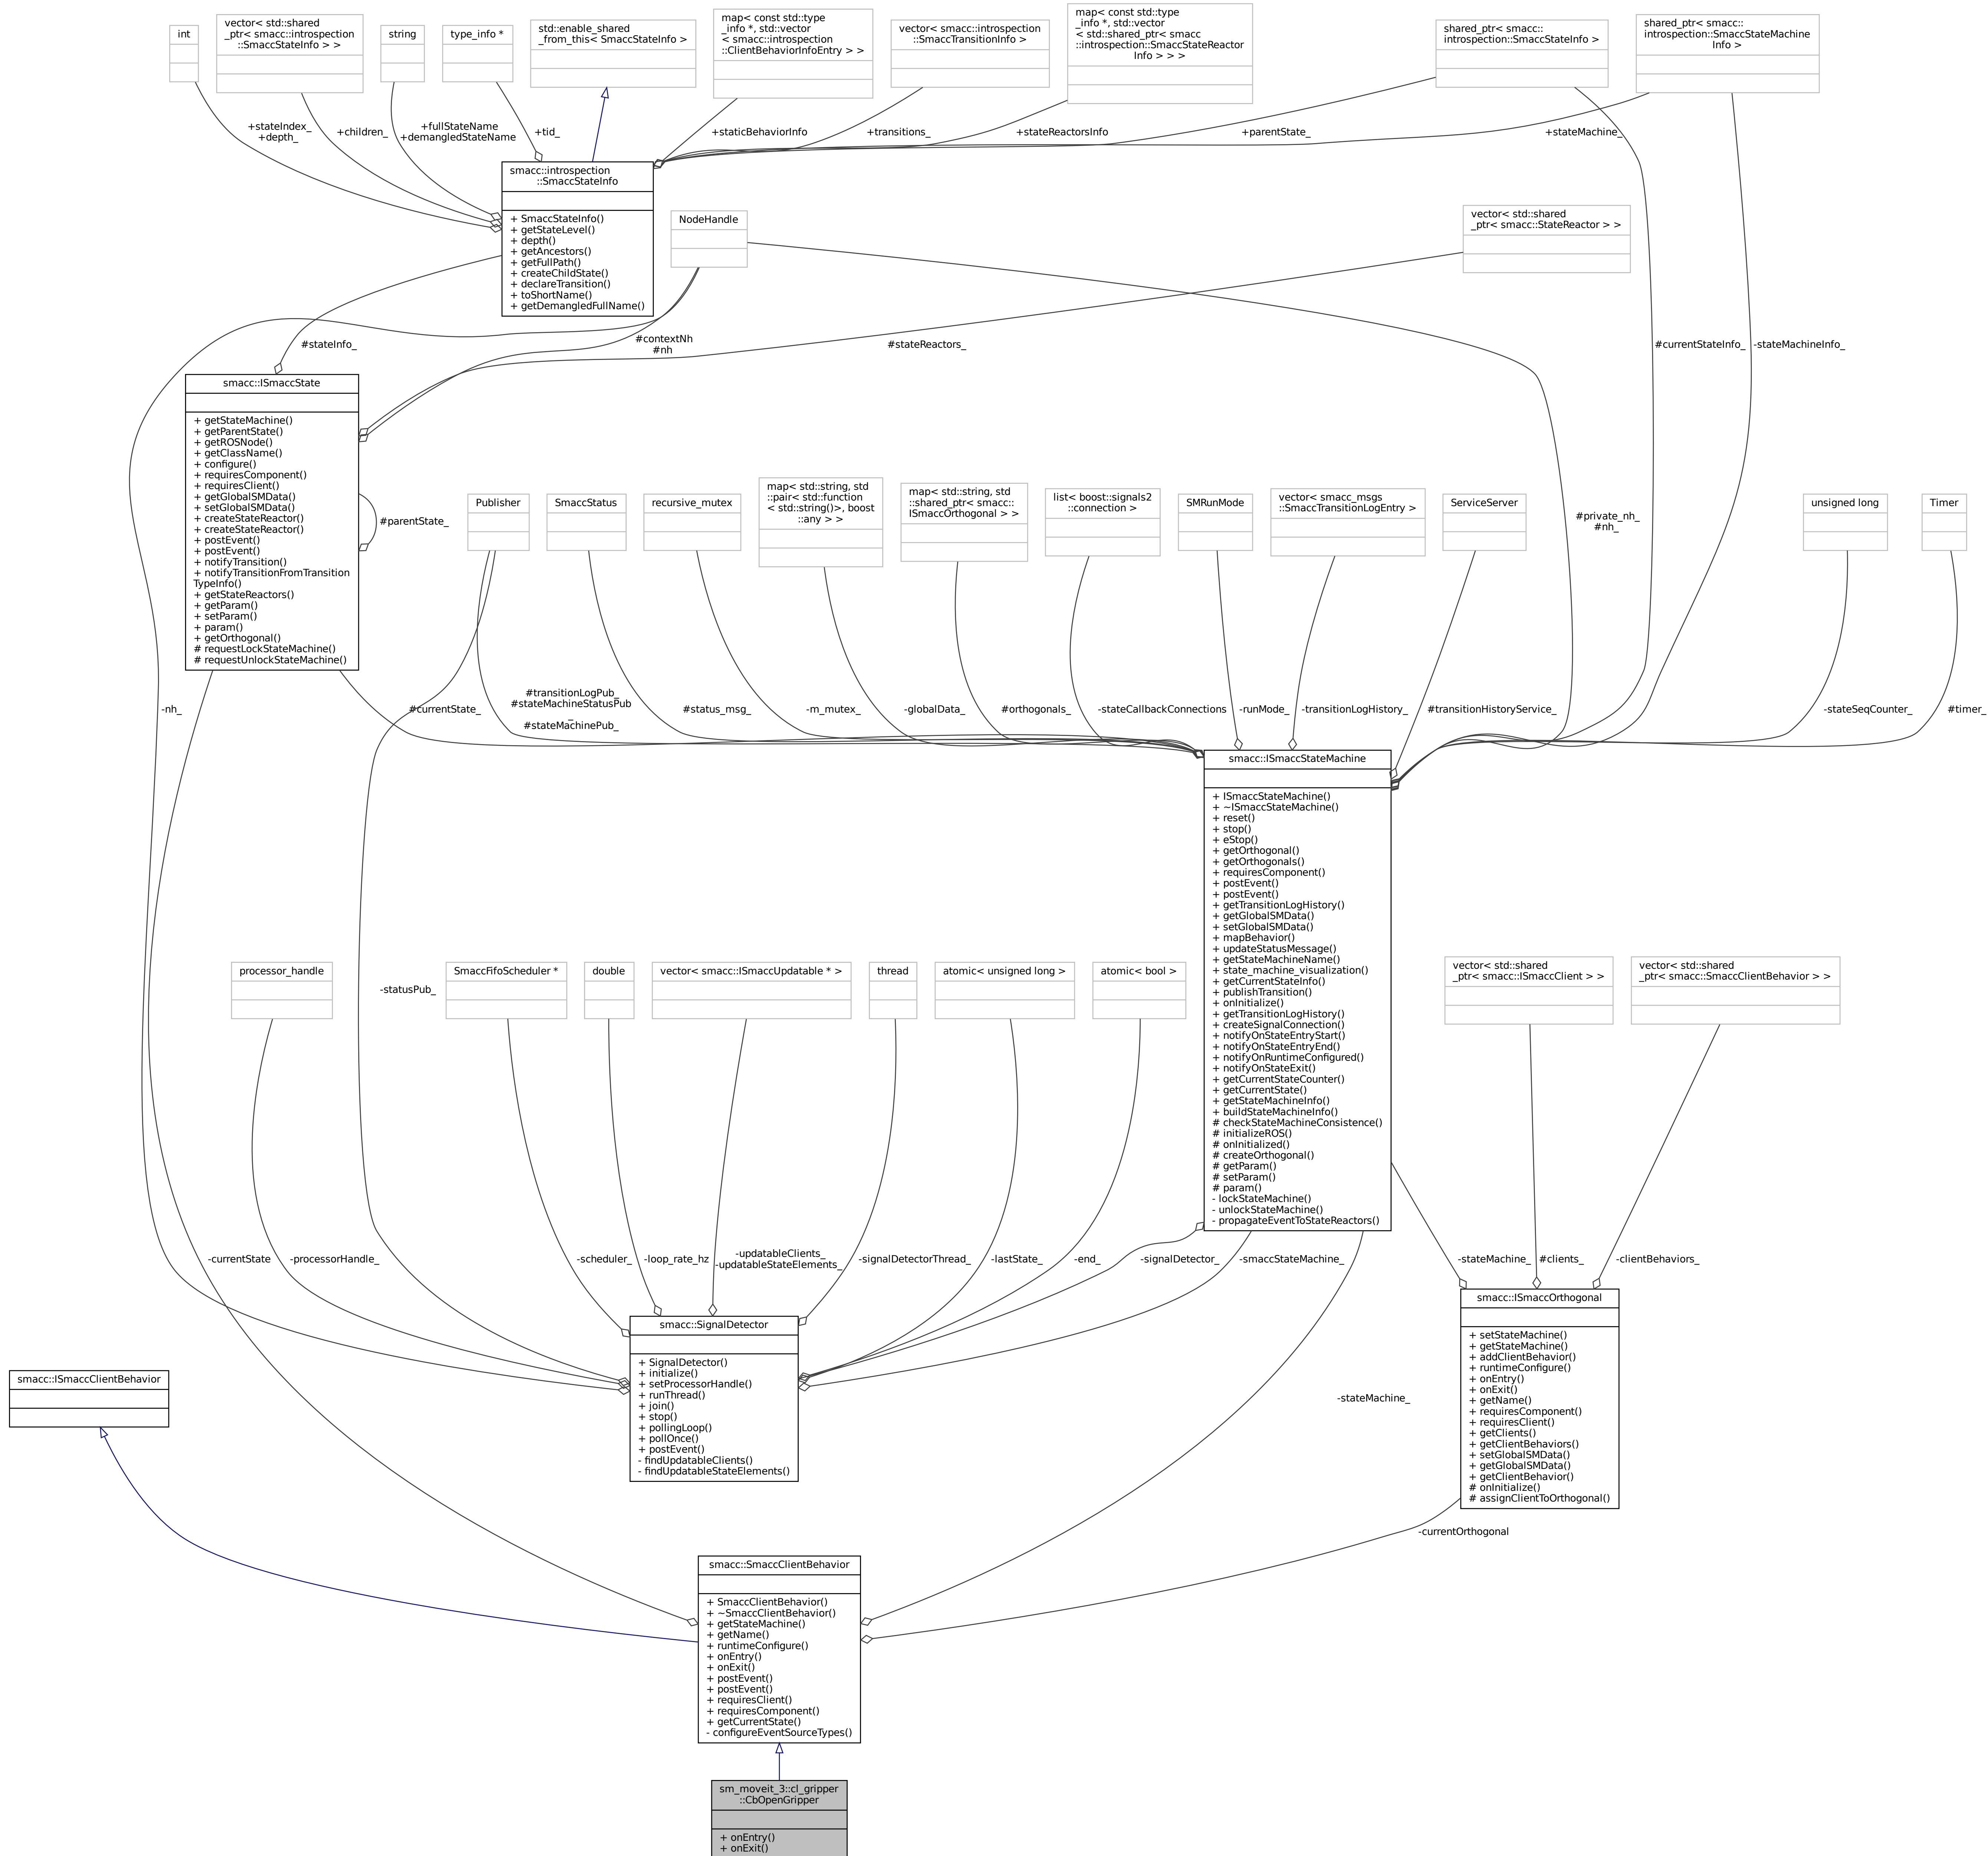 int
vector< std::shared
_ptr< smacc::introspection
::SmaccStateInfo > >
string
type_info *
std::enable_shared
_from_this< SmaccStateInfo >
map< const std::type
_info *, std::vector
< smacc::introspection
::ClientBehaviorInfoEntry > >
vector< smacc::introspection
::SmaccTransitionInfo >
map< const std::type
_info *, std::vector
< std::shared_ptr< smacc
::introspection::SmaccStateReactor
Info > > >
shared_ptr< smacc::
introspection::SmaccStateInfo >
shared_ptr< smacc::
introspection::SmaccStateMachine
Info >
+stateIndex_
+depth_
+children_
+fullStateName
+demangledStateName
+tid_
+staticBehaviorInfo
+transitions_
+stateReactorsInfo
+parentState_
+stateMachine_
smacc::introspection
::SmaccStateInfo
+ SmaccStateInfo()
+ getStateLevel()
+ depth()
+ getAncestors()
+ getFullPath()
+ createChildState()
+ declareTransition()
+ toShortName()
+ getDemangledFullName()
NodeHandle
vector< std::shared
_ptr< smacc::StateReactor > >
#stateInfo_
#contextNh
#nh
#stateReactors_
#currentStateInfo_
-stateMachineInfo_
smacc::ISmaccState
+ getStateMachine()
+ getParentState()
+ getROSNode()
+ getClassName()
+ configure()
+ requiresComponent()
+ requiresClient()
+ getGlobalSMData()
+ setGlobalSMData()
+ createStateReactor()
+ createStateReactor()
+ postEvent()
+ postEvent()
+ notifyTransition()
+ notifyTransitionFromTransition
TypeInfo()
+ getStateReactors()
+ getParam()
+ setParam()
+ param()
+ getOrthogonal()
# requestLockStateMachine()
# requestUnlockStateMachine()
#parentState_
Publisher
SmaccStatus
recursive_mutex
map< std::string, std
::pair< std::function
< std::string()>, boost
::any > >
map< std::string, std
::shared_ptr< smacc::
ISmaccOrthogonal > >
list< boost::signals2
::connection >
SMRunMode
vector< smacc_msgs
::SmaccTransitionLogEntry >
ServiceServer
#private_nh_
#nh_
unsigned long
Timer
-nh_
#currentState_
#transitionLogPub_
#stateMachineStatusPub
_
#stateMachinePub_
#status_msg_
-m_mutex_
-globalData_
#orthogonals_
-stateCallbackConnections
-runMode_
-transitionLogHistory_
#transitionHistoryService_
-stateSeqCounter_
#timer_
smacc::ISmaccStateMachine
+ ISmaccStateMachine()
+ ~ISmaccStateMachine()
+ reset()
+ stop()
+ eStop()
+ getOrthogonal()
+ getOrthogonals()
+ requiresComponent()
+ postEvent()
+ postEvent()
+ getTransitionLogHistory()
+ getGlobalSMData()
+ setGlobalSMData()
+ mapBehavior()
+ updateStatusMessage()
+ getStateMachineName()
+ state_machine_visualization()
+ getCurrentStateInfo()
+ publishTransition()
+ onInitialize()
+ getTransitionLogHistory()
+ createSignalConnection()
+ notifyOnStateEntryStart()
+ notifyOnStateEntryEnd()
+ notifyOnRuntimeConfigured()
+ notifyOnStateExit()
+ getCurrentStateCounter()
+ getCurrentState()
+ getStateMachineInfo()
+ buildStateMachineInfo()
# checkStateMachineConsistence()
# initializeROS()
# onInitialized()
# createOrthogonal()
# getParam()
# setParam()
# param()
- lockStateMachine()
- unlockStateMachine()
- propagateEventToStateReactors()
processor_handle
-statusPub_
SmaccFifoScheduler *
double
vector< smacc::ISmaccUpdatable * >
thread
atomic< unsigned long >
atomic< bool >
vector< std::shared
_ptr< smacc::ISmaccClient > >
vector< std::shared
_ptr< smacc::SmaccClientBehavior > >
-currentState
-processorHandle_
-scheduler_
-loop_rate_hz
-updatableClients_
-updatableStateElements_
-signalDetectorThread_
-lastState_
-end_
-signalDetector_
-smaccStateMachine_
-stateMachine_
#clients_
-clientBehaviors_
smacc::SignalDetector
+ SignalDetector()
+ initialize()
+ setProcessorHandle()
+ runThread()
+ join()
+ stop()
+ pollingLoop()
+ pollOnce()
+ postEvent()
- findUpdatableClients()
- findUpdatableStateElements()
smacc::ISmaccOrthogonal
+ setStateMachine()
+ getStateMachine()
+ addClientBehavior()
+ runtimeConfigure()
+ onEntry()
+ onExit()
+ getName()
+ requiresComponent()
+ requiresClient()
+ getClients()
+ getClientBehaviors()
+ setGlobalSMData()
+ getGlobalSMData()
+ getClientBehavior()
# onInitialize()
# assignClientToOrthogonal()
smacc::ISmaccClientBehavior
-stateMachine_
-currentOrthogonal
smacc::SmaccClientBehavior
+ SmaccClientBehavior()
+ ~SmaccClientBehavior()
+ getStateMachine()
+ getName()
+ runtimeConfigure()
+ onEntry()
+ onExit()
+ postEvent()
+ postEvent()
+ requiresClient()
+ requiresComponent()
+ getCurrentState()
- configureEventSourceTypes()
sm_moveit_3::cl_gripper
::CbOpenGripper
+ onEntry()
+ onExit()